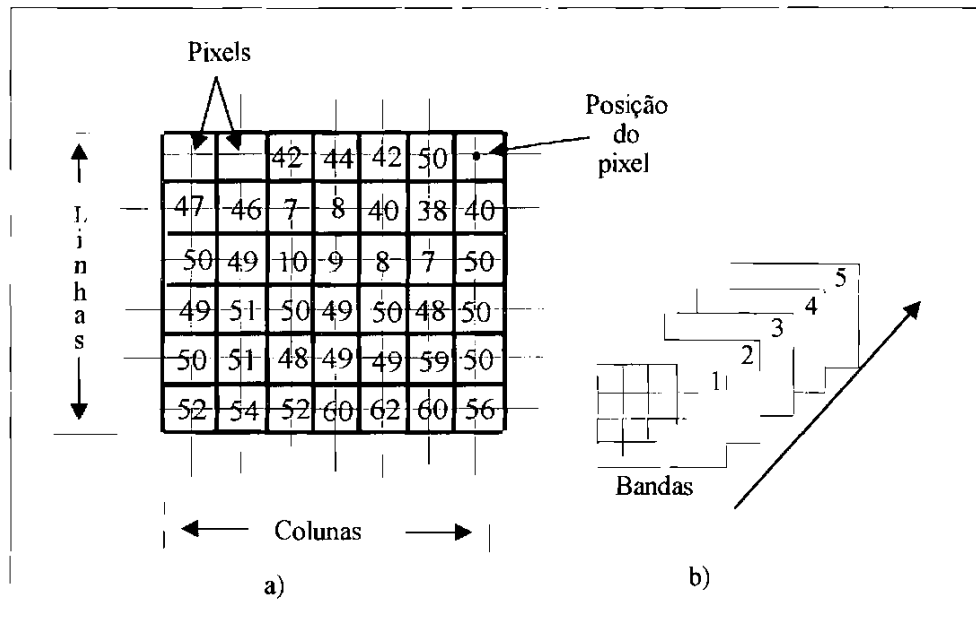 Pixels
Posição
do
pixel
42 44 42 50
47 46 7 8 40 38 40
50 49 10 9 8 7 50
49 51 50 49 50 48 50
50 51 48 49 49 59 50
52 54 52 60 62 60 56
Linhas
Colunas
a)
5
4
3
2
1
Bandas
b)